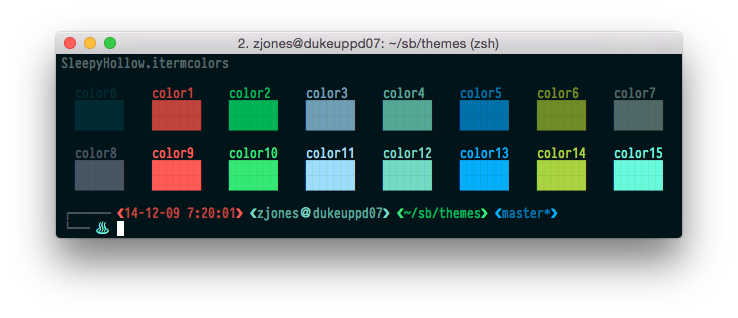 2. zjones@dukeuppd07: ~/sb/themes (zsh)
SleepyHollow.itermcolors
color0 color1 color2 color3 color4 color5 color6 color7
color8 color9 color10 color11 color12 color13 color14 color15
❮14-12-09 7:20:01❯ ❮zjones@dukeuppd07❯ ❮~/sb/themes❯ ❮master*❯